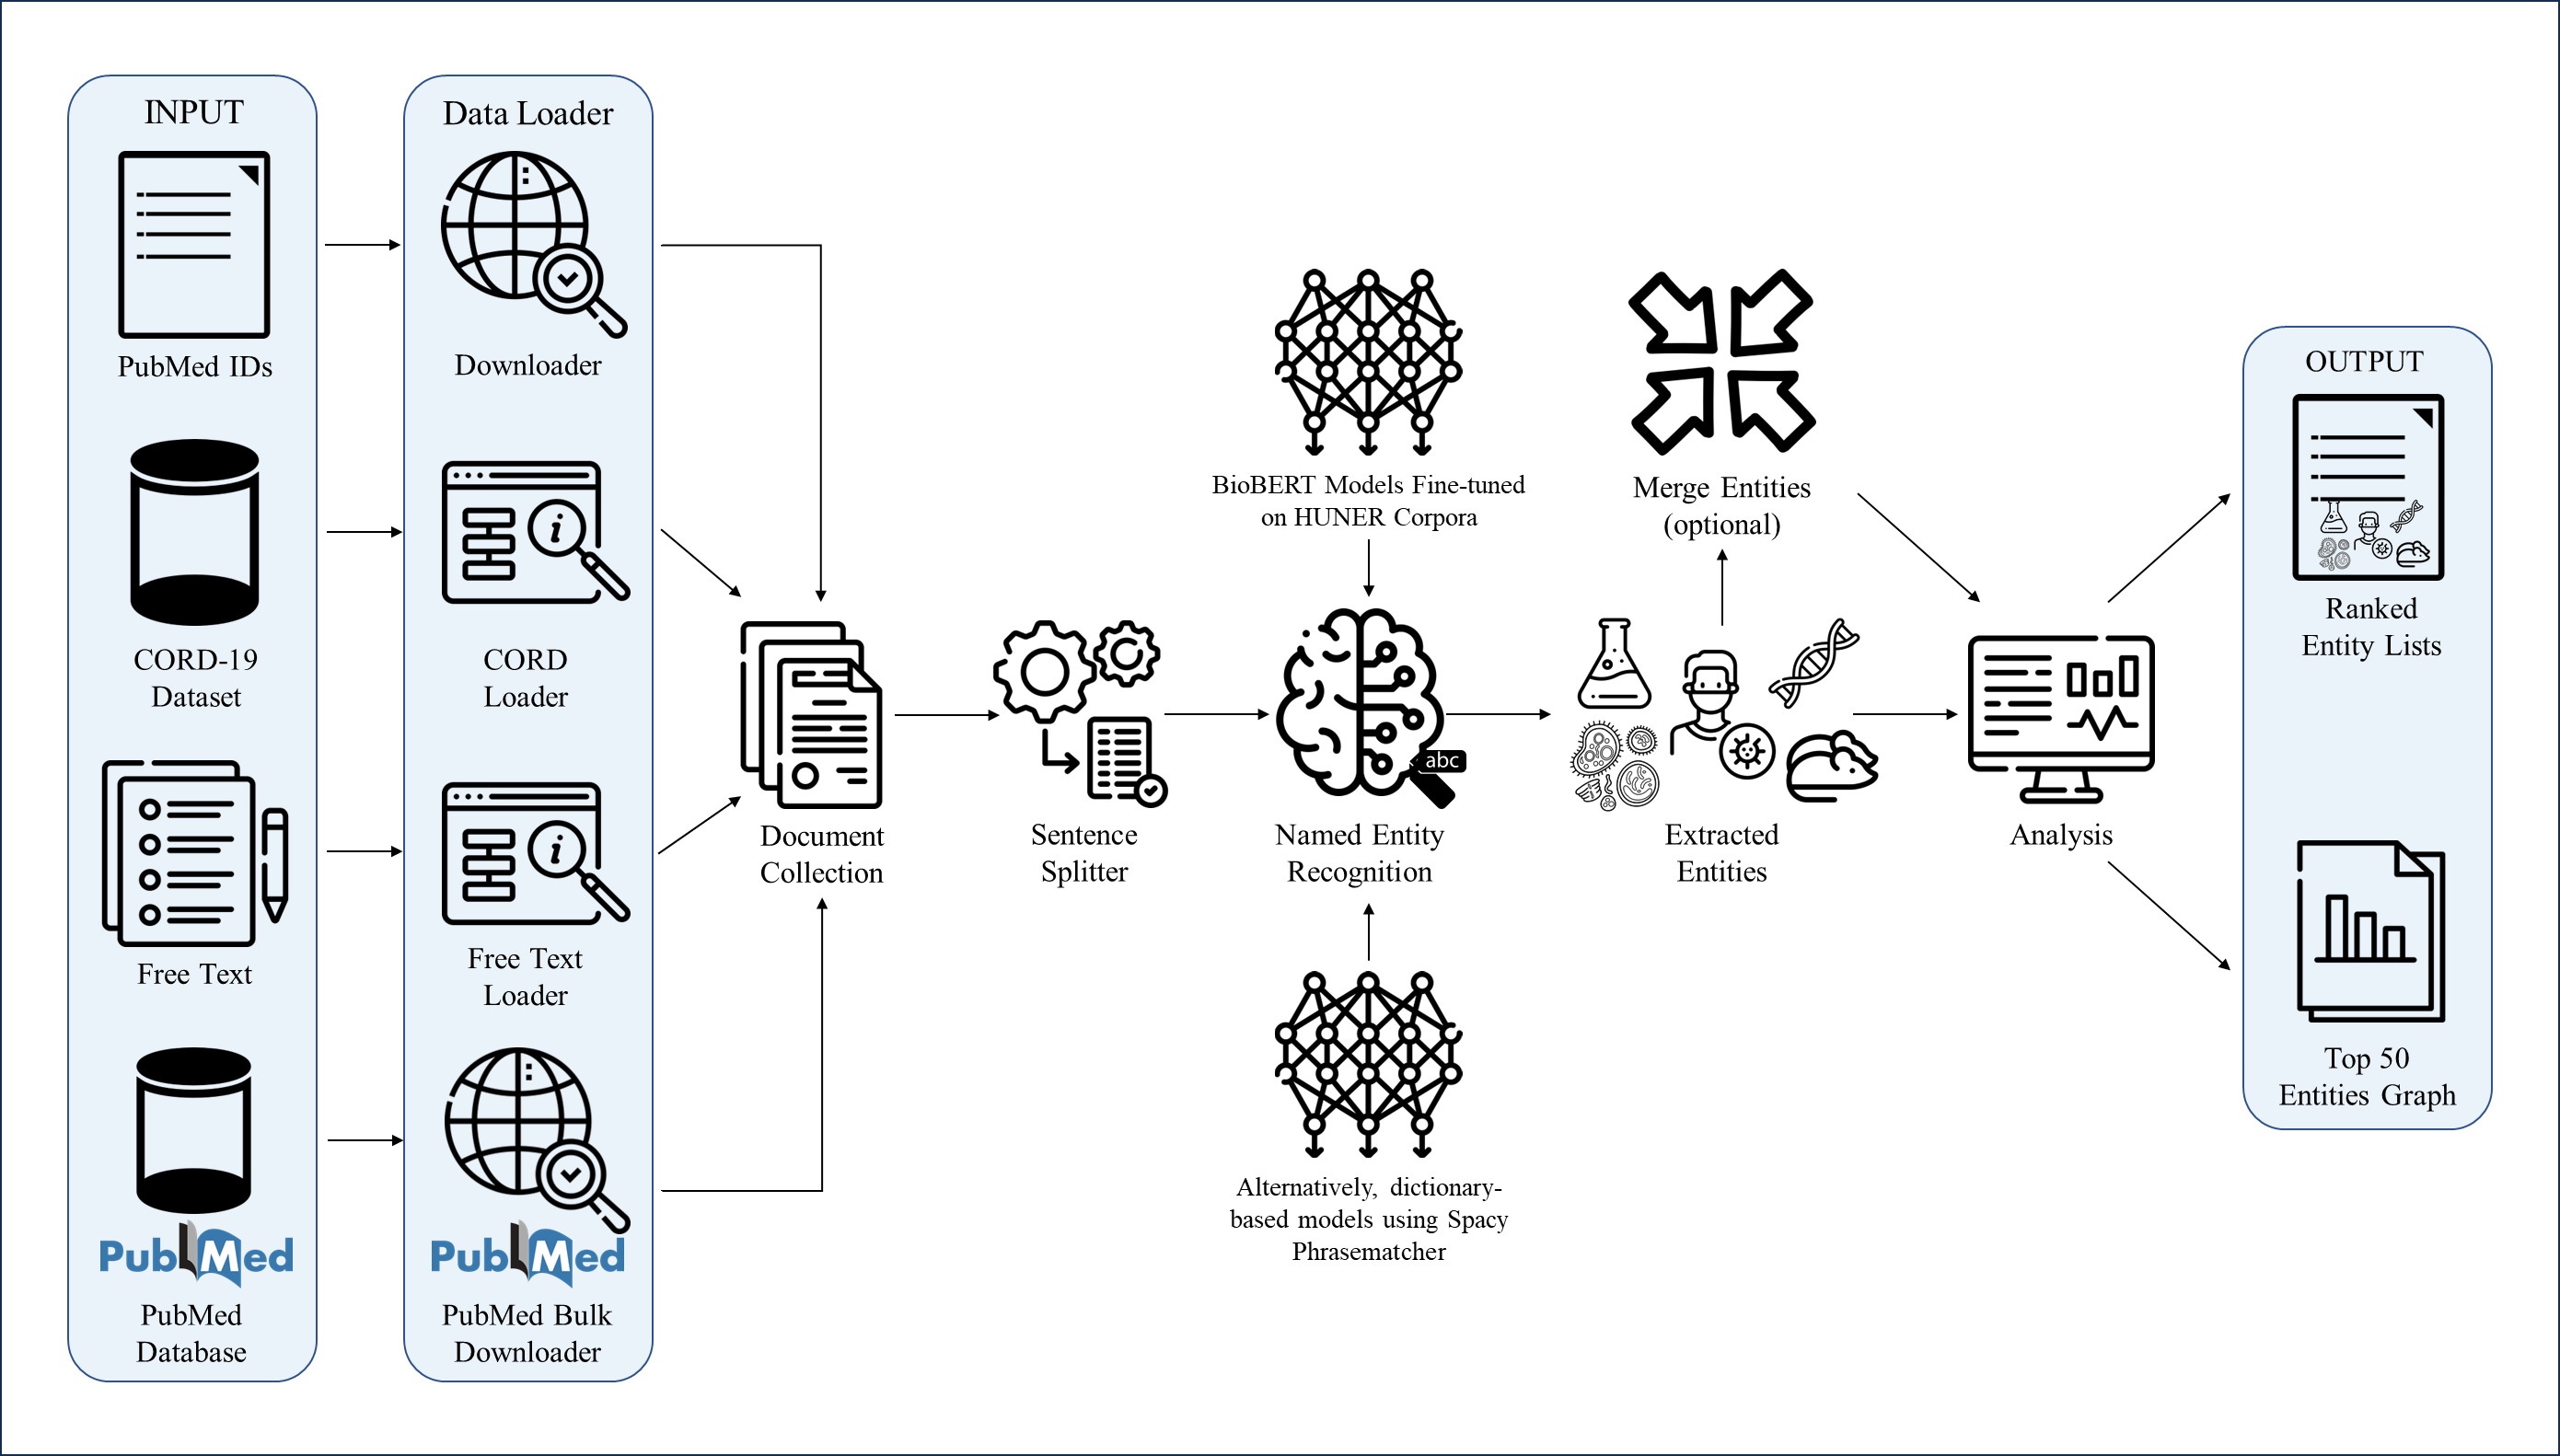 INPUT
PubMed IDs
CORD-19
Dataset
Free Text
PubMed
PubMed
Database
Data Loader
Downloader
CORD
Loader
i
Free Text
Loader
i
PubMed
PubMed Bulk
Downloader
Document
Collection
Sentence
Splitter
BioBERT Models Fine-tuned
on HUNER Corpora
abc
Named Entity
Recognition
Alternatively, dictionary-
based models using Spacy
Phrasematcher
Merge Entities
(optional)
Extracted
Entities
Analysis
OUTPUT
Ranked
Entity Lists
Top 50
Entities Graph